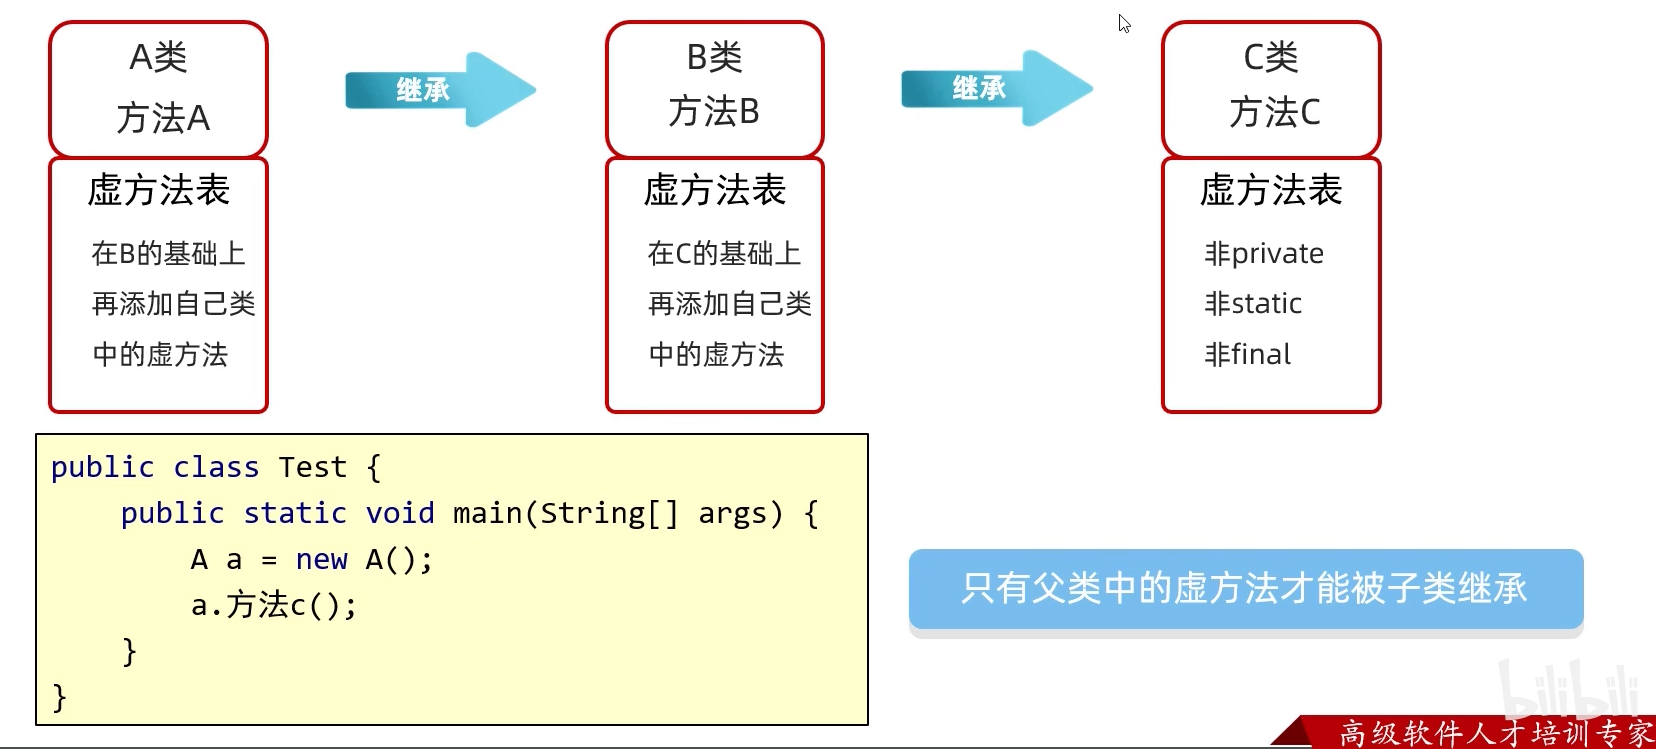 A类
方法A
继承
B类
方法B
继承
C类
方法C
虚方法表
在B的基础上
再添加自己类
中的虚方法
虚方法表
在C的基础上
再添加自己类
中的虚方法
虚方法表
非private
非static
非final
public class Test {
    public static void main(String[] args) {
        A a = new A();
        a.方法c();
    }
}
只有父类中的虚方法才能被子类继承
bilibili
高级软件人才培训专家